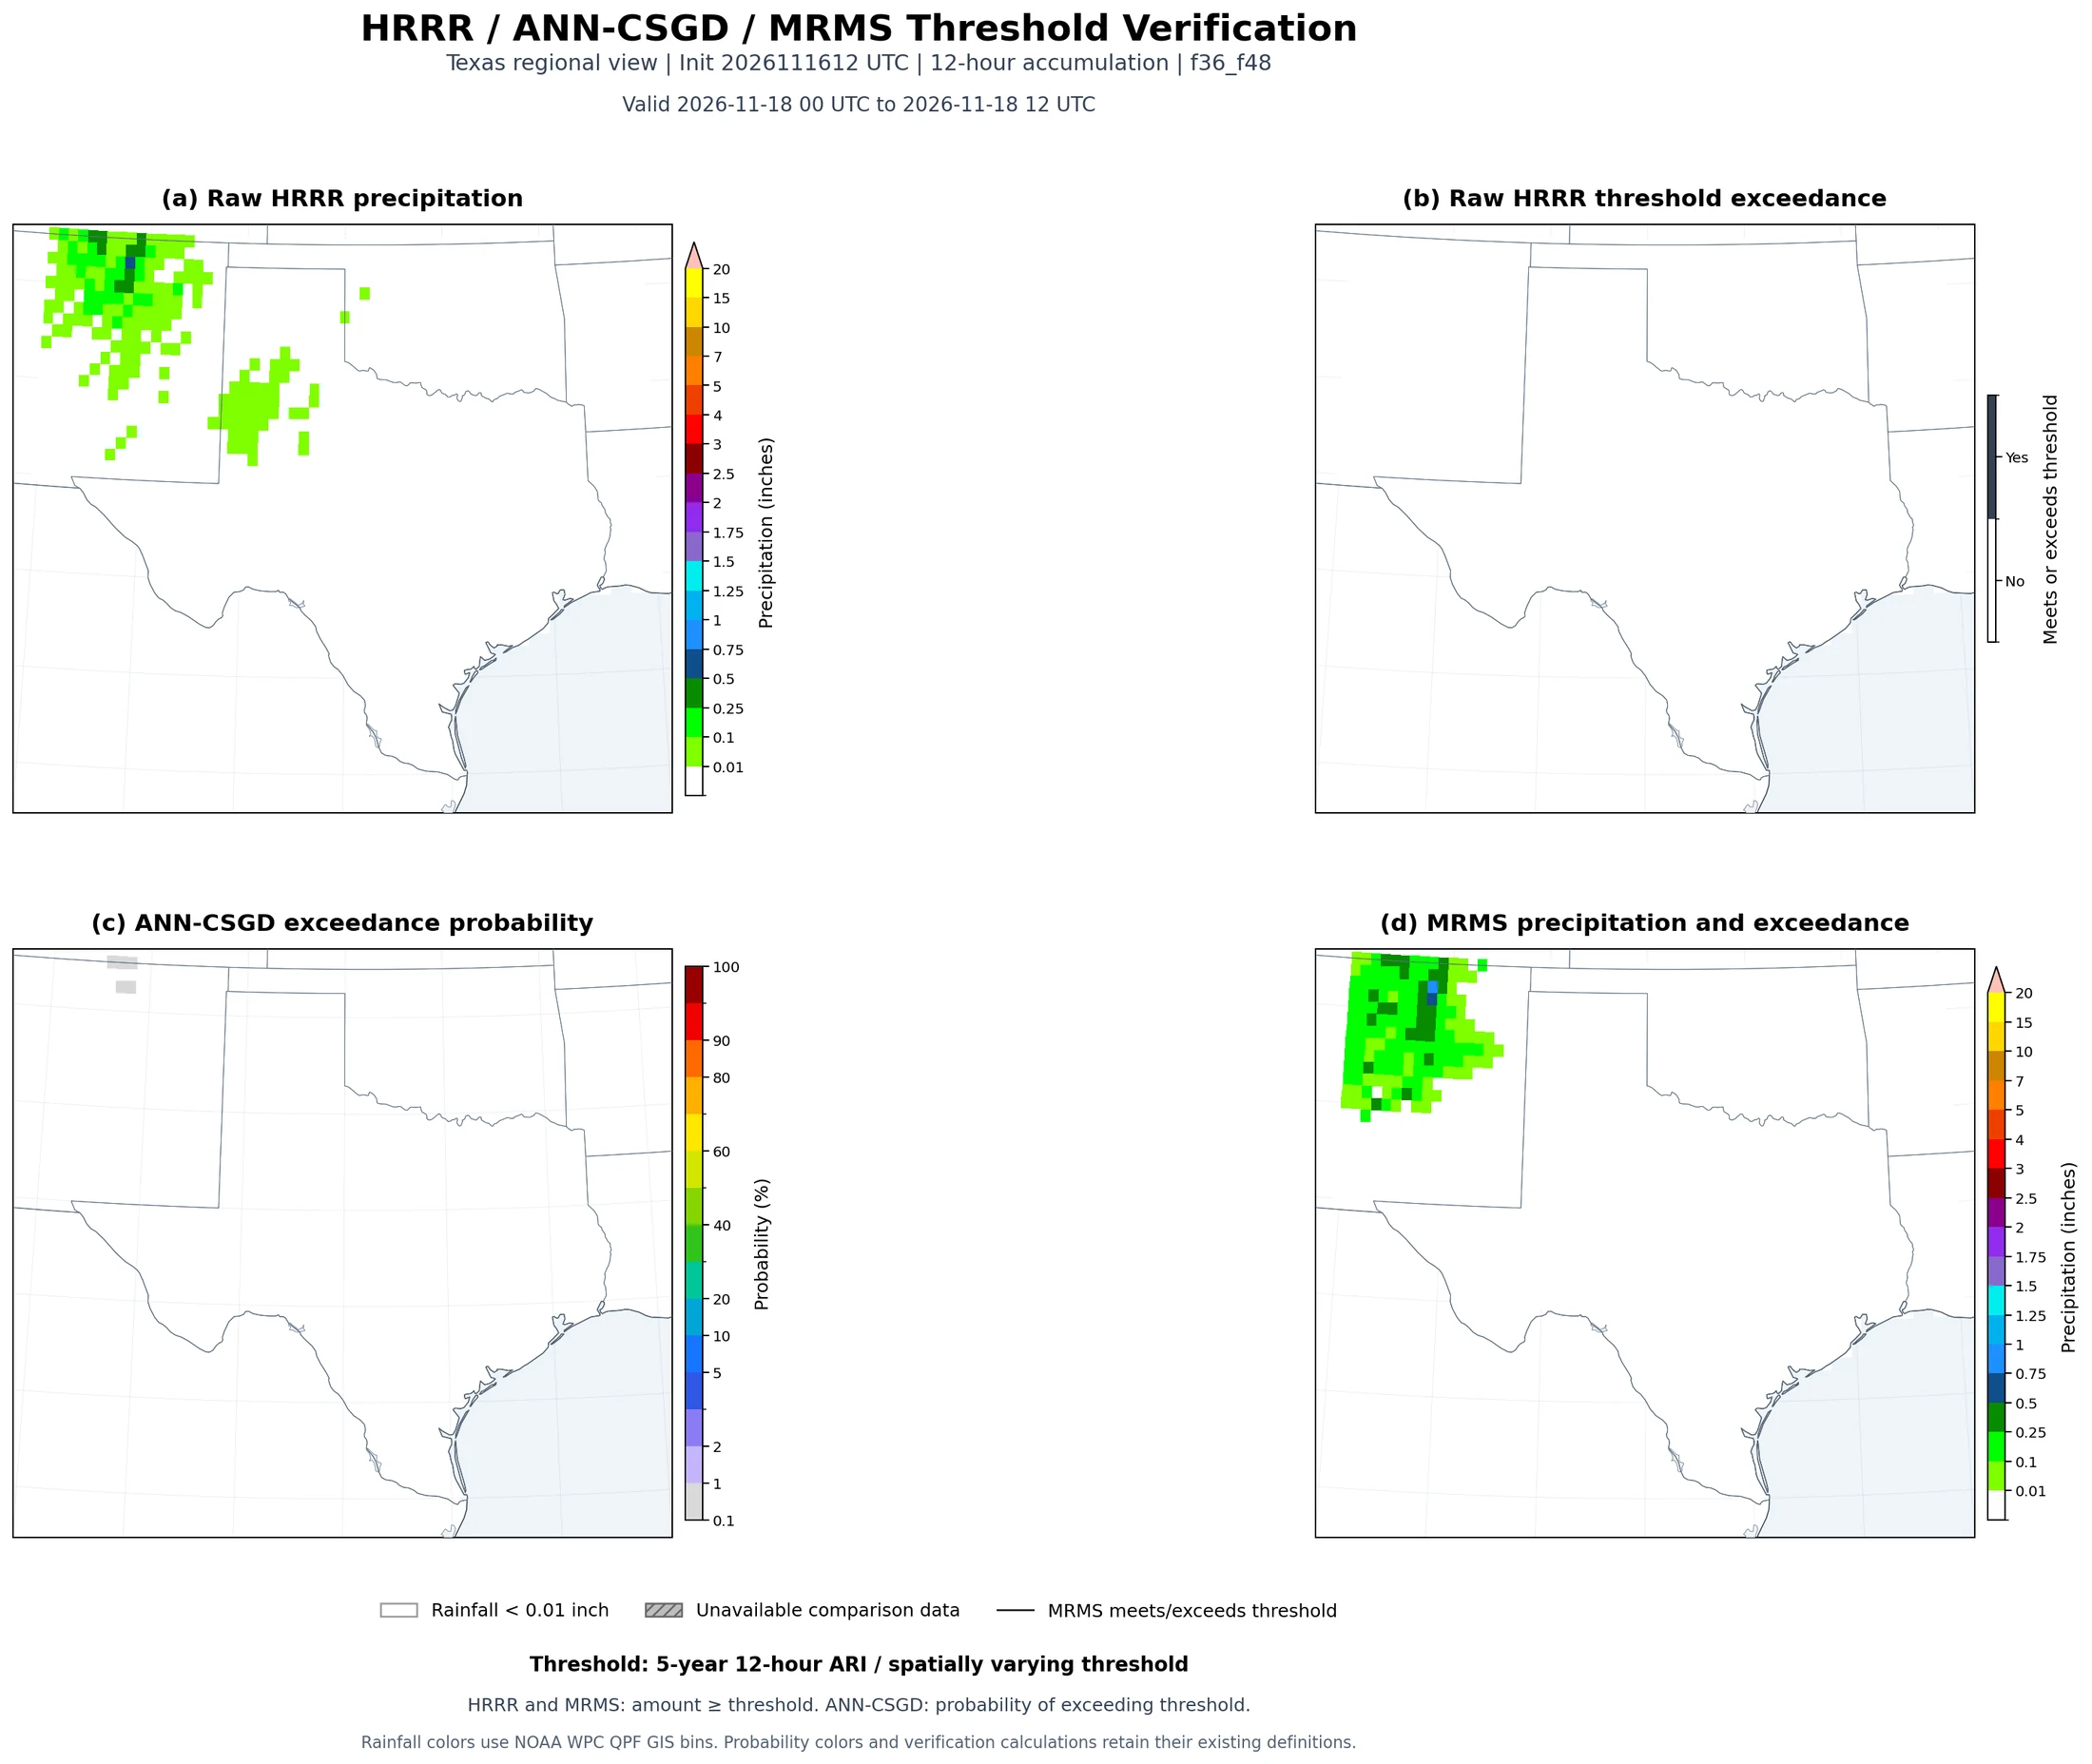 HRRR / ANN-CSGD / MRMS Threshold Verification
Texas regional view | Init 2026111612 UTC | 12-hour accumulation | f36_f48
Valid 2026-11-18 00 UTC to 2026-11-18 12 UTC
(a) Raw HRRR precipitation
20
15
10
7
5
4
3
2.5
2
1.75
1.5
1.25
1
0.75
0.5
0.25
0.1
0.01
Precipitation (inches)
(b) Raw HRRR threshold exceedance
Yes
No
Meets or exceeds threshold
(c) ANN-CSGD exceedance probability
100
90
80
60
40
20
10
5
2
1
0.1
Probability (%)
(d) MRMS precipitation and exceedance
20
15
10
7
5
4
3
2.5
2
1.75
1.5
1.25
1
0.75
0.5
0.25
0.1
0.01
Precipitation (inches)
Rainfall < 0.01 inch
Unavailable comparison data
MRMS meets/exceeds threshold
Threshold: 5-year 12-hour ARI / spatially varying threshold
HRRR and MRMS: amount ≥ threshold. ANN-CSGD: probability of exceeding threshold.
Rainfall colors use NOAA WPC QPF GIS bins. Probability colors and verification calculations retain their existing definitions.